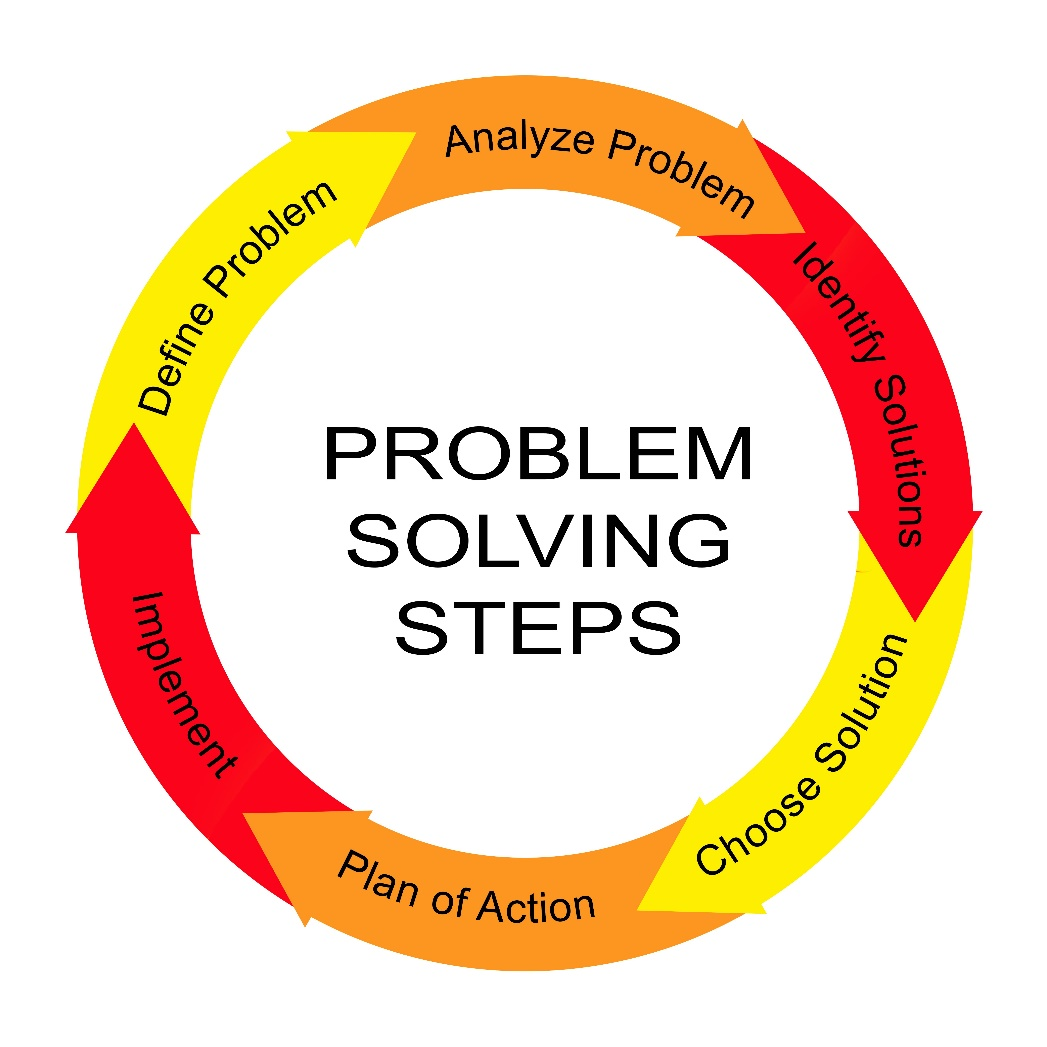 PROBLEM
SOLVING
STEPS
Define Problem
Analyze Problem
Identify Solutions
Choose Solution
Plan of Action
Implement